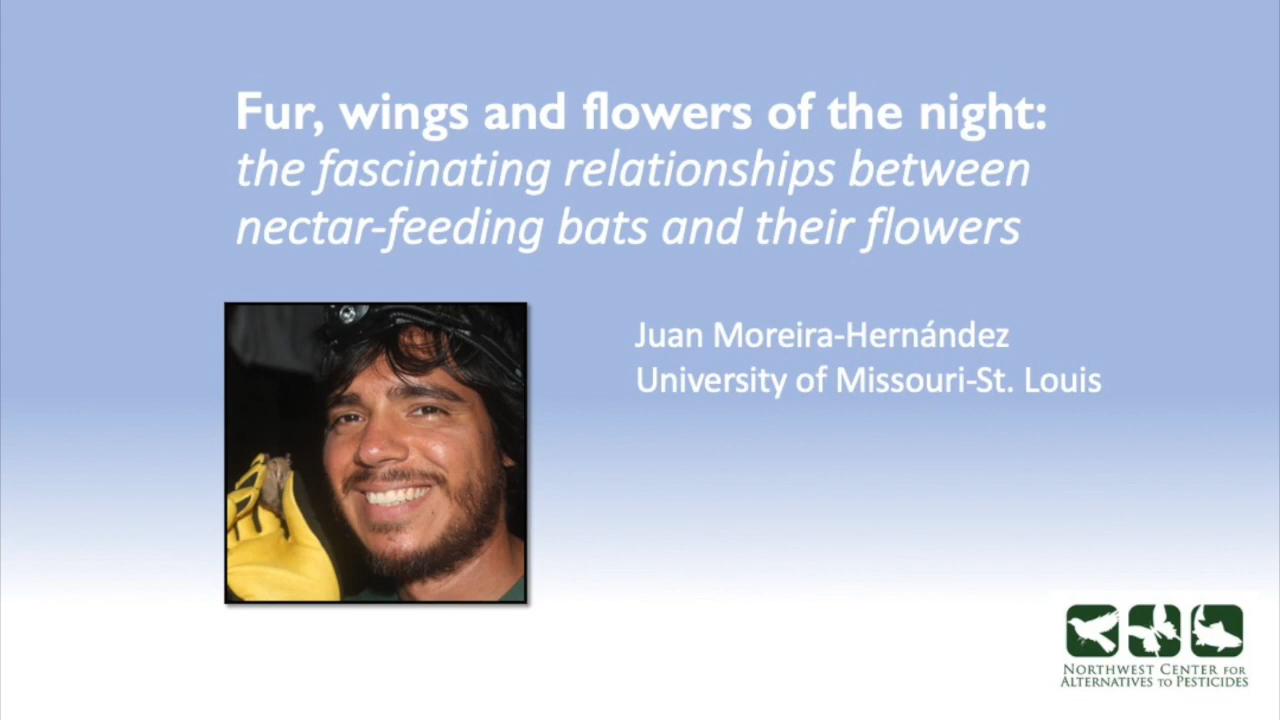 Fur, wings and flowers of the night:
the fascinating relationships between
nectar-feeding bats and their flowers
Juan Moreira-Hernández
University of Missouri-St. Louis
NORTHWEST CENTER FOR
ALTERNATIVES TO PESTICIDES